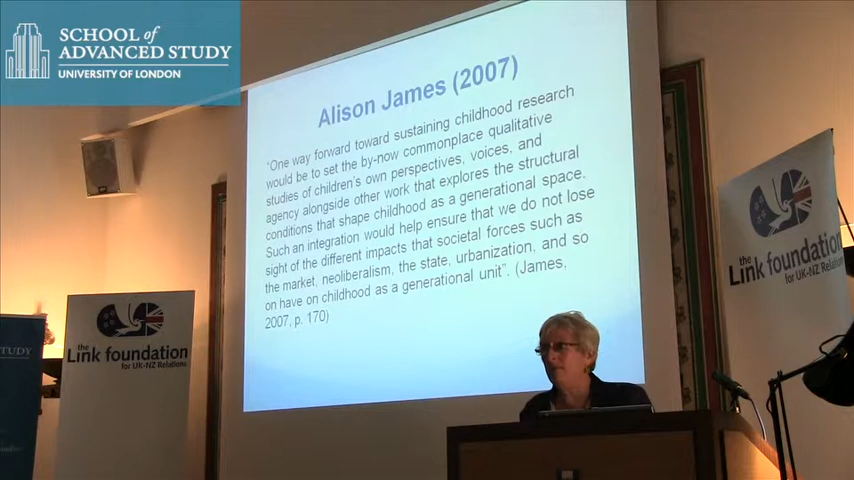 SCHOOL of
ADVANCED STUDY
UNIVERSITY OF LONDON
Alison James (2007)
"One way forward toward sustaining childhood research
would be to set the by-now commonplace qualitative
studies of children's own perspectives, voices, and
agency alongside other work that explores the structural
conditions that shape childhood as a generational space.
Such an integration would help ensure that we do not lose
sight of the different impacts that societal forces such as
the market, neoliberalism, the state, urbanization, and so
on have on childhood as a generational unit". (James,
2007, p. 170)
the
Link foundation
for UK-NZ Relations
the
Link foundation
for UK-NZ Relations
STUDY